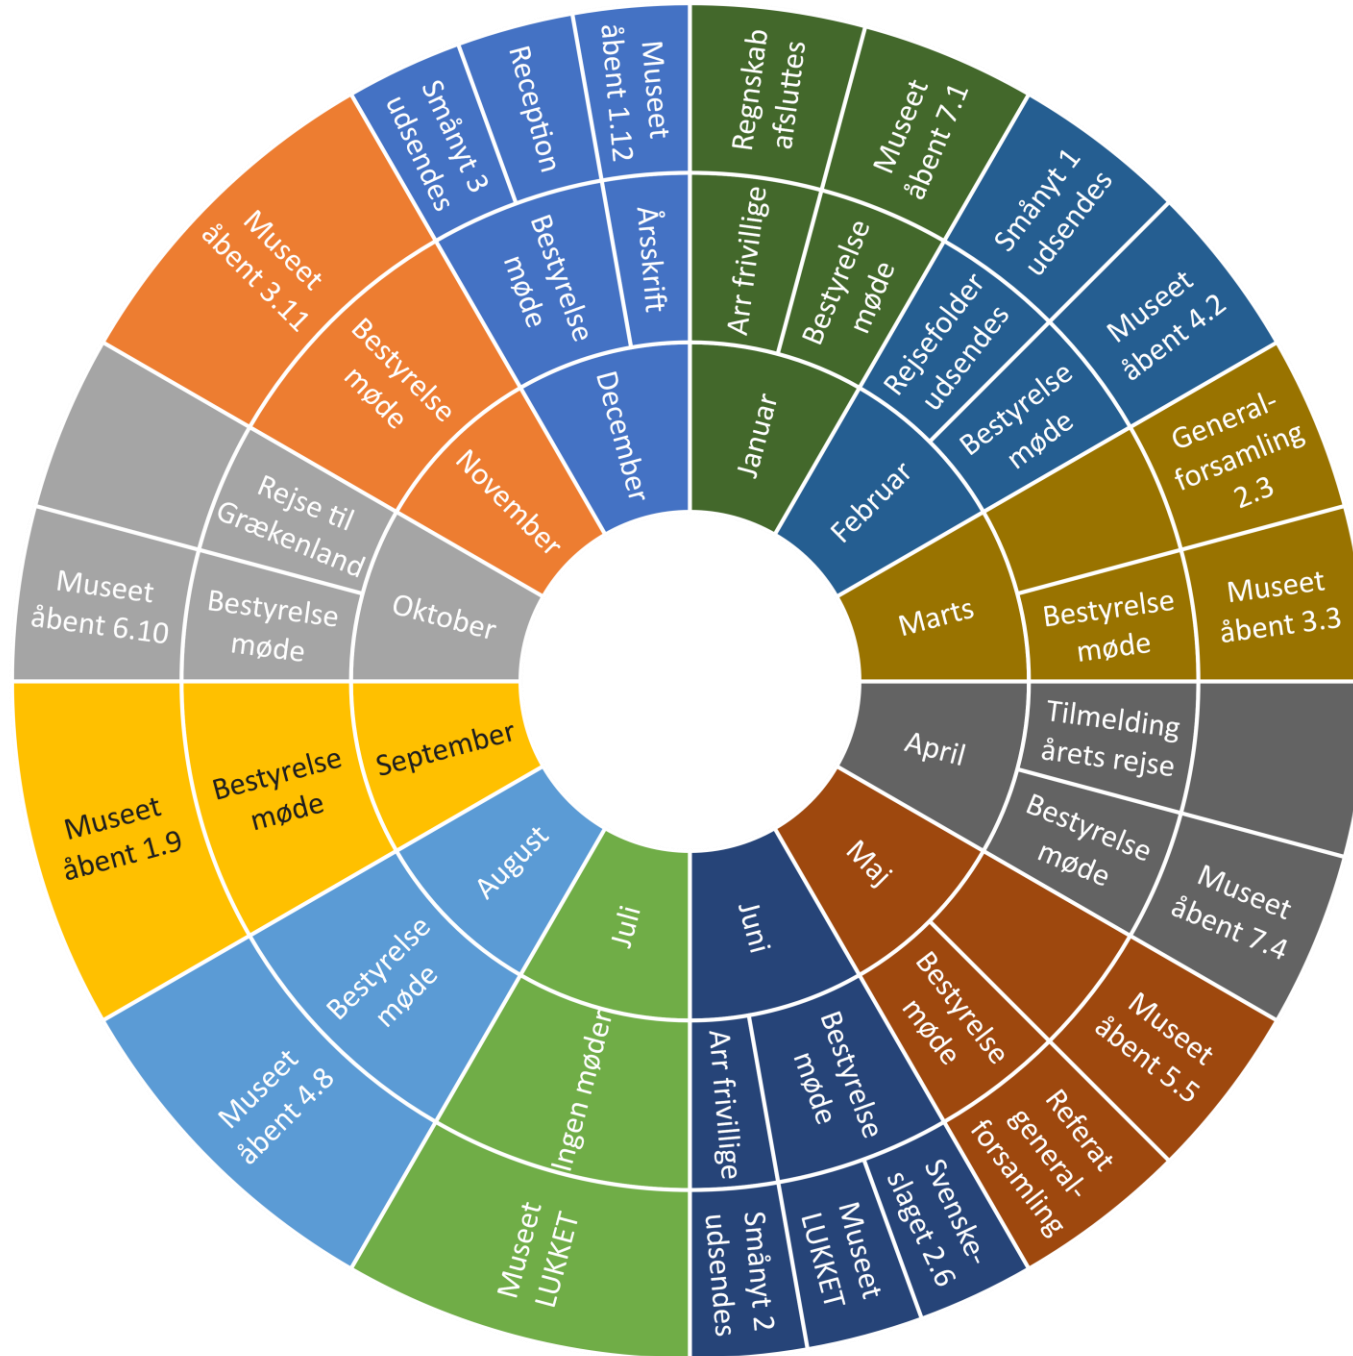 Januar
Arr frivillige
Bestyrelse
møde
Regnskab
afsluttes
Museet
åbent 7.1
Februar
Rejsefolder
udsendes
Bestyrelse
møde
Smånyt 1
udsendes
Museet
åbent 4.2
Marts
Bestyrelse
møde
General-
forsamling
2.3
Museet
åbent 3.3
April
Tilmelding
årets rejse
Bestyrelse
møde
Museet
åbent 7.4
Maj
Bestyrelse
møde
Museet
åbent 5.5
Referat
general-
forsamling
Juni
Bestyrelse
møde
Arr frivillige
Svenske-
slaget 2.6
Museet
LUKKET
Smånyt 2
udsendes
Juli
Ingen møder
Museet
LUKKET
August
Bestyrelse
møde
Museet
åbent 4.8
September
Bestyrelse
møde
Museet
åbent 1.9
Oktober
Bestyrelse
møde
Rejse til
Grækenland
Museet
åbent 6.10
November
Bestyrelse
møde
Museet
åbent 3.11
December
Bestyrelse
møde
Årsskrift
Smånyt 3
udsendes
Reception
Museet
åbent 1.12